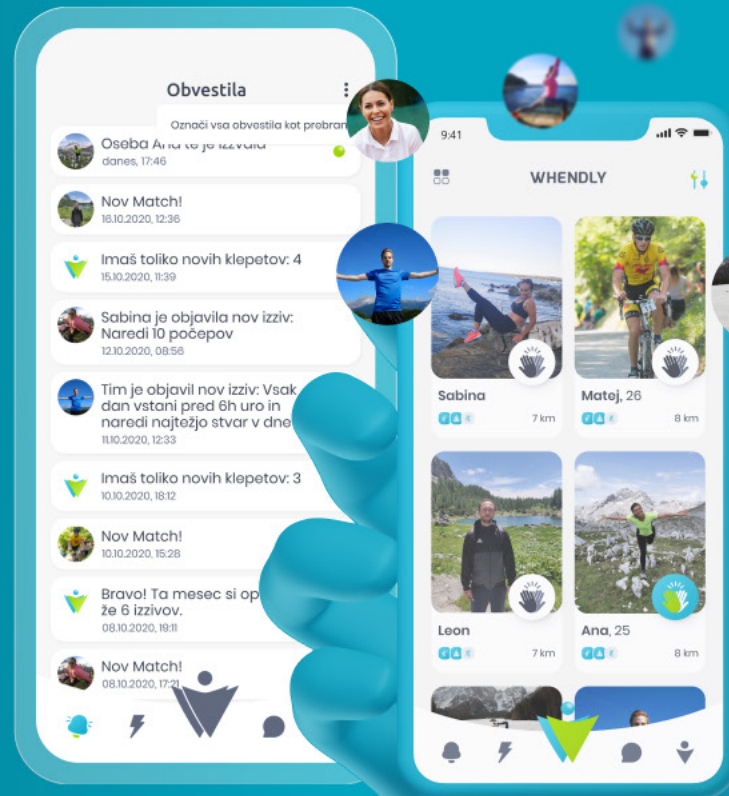 Obvestila
Označi vsa obvestila kot prebran
Oseba Ana te je izzvala
danes, 17:46
Nov Match!
16.10.2020, 12:36
Imaš toliko novih klepetov: 4
15.10.2020, 11:39
Sabina je objavila nov izziv:
Naredi 10 počepov
12.10.2020, 08:56
Tim je objavil nov izziv: Vsak
dan vstani pred 6h uro in
naredi najtežjo stvar v dne
11.10.2020, 12:33
Imaš toliko novih klepetov: 3
10.10.2020, 18:12
Nov Match!
10.10.2020, 15:28
Bravo! Ta mesec si op
že 6 izzivov.
08.10.2020, 19:11
Nov Match!
08.10.2020, 17:21
9:41
WHENDLY
Sabina
7 km
Matej, 26
8 km
Leon
7 km
Ana, 25
8 km